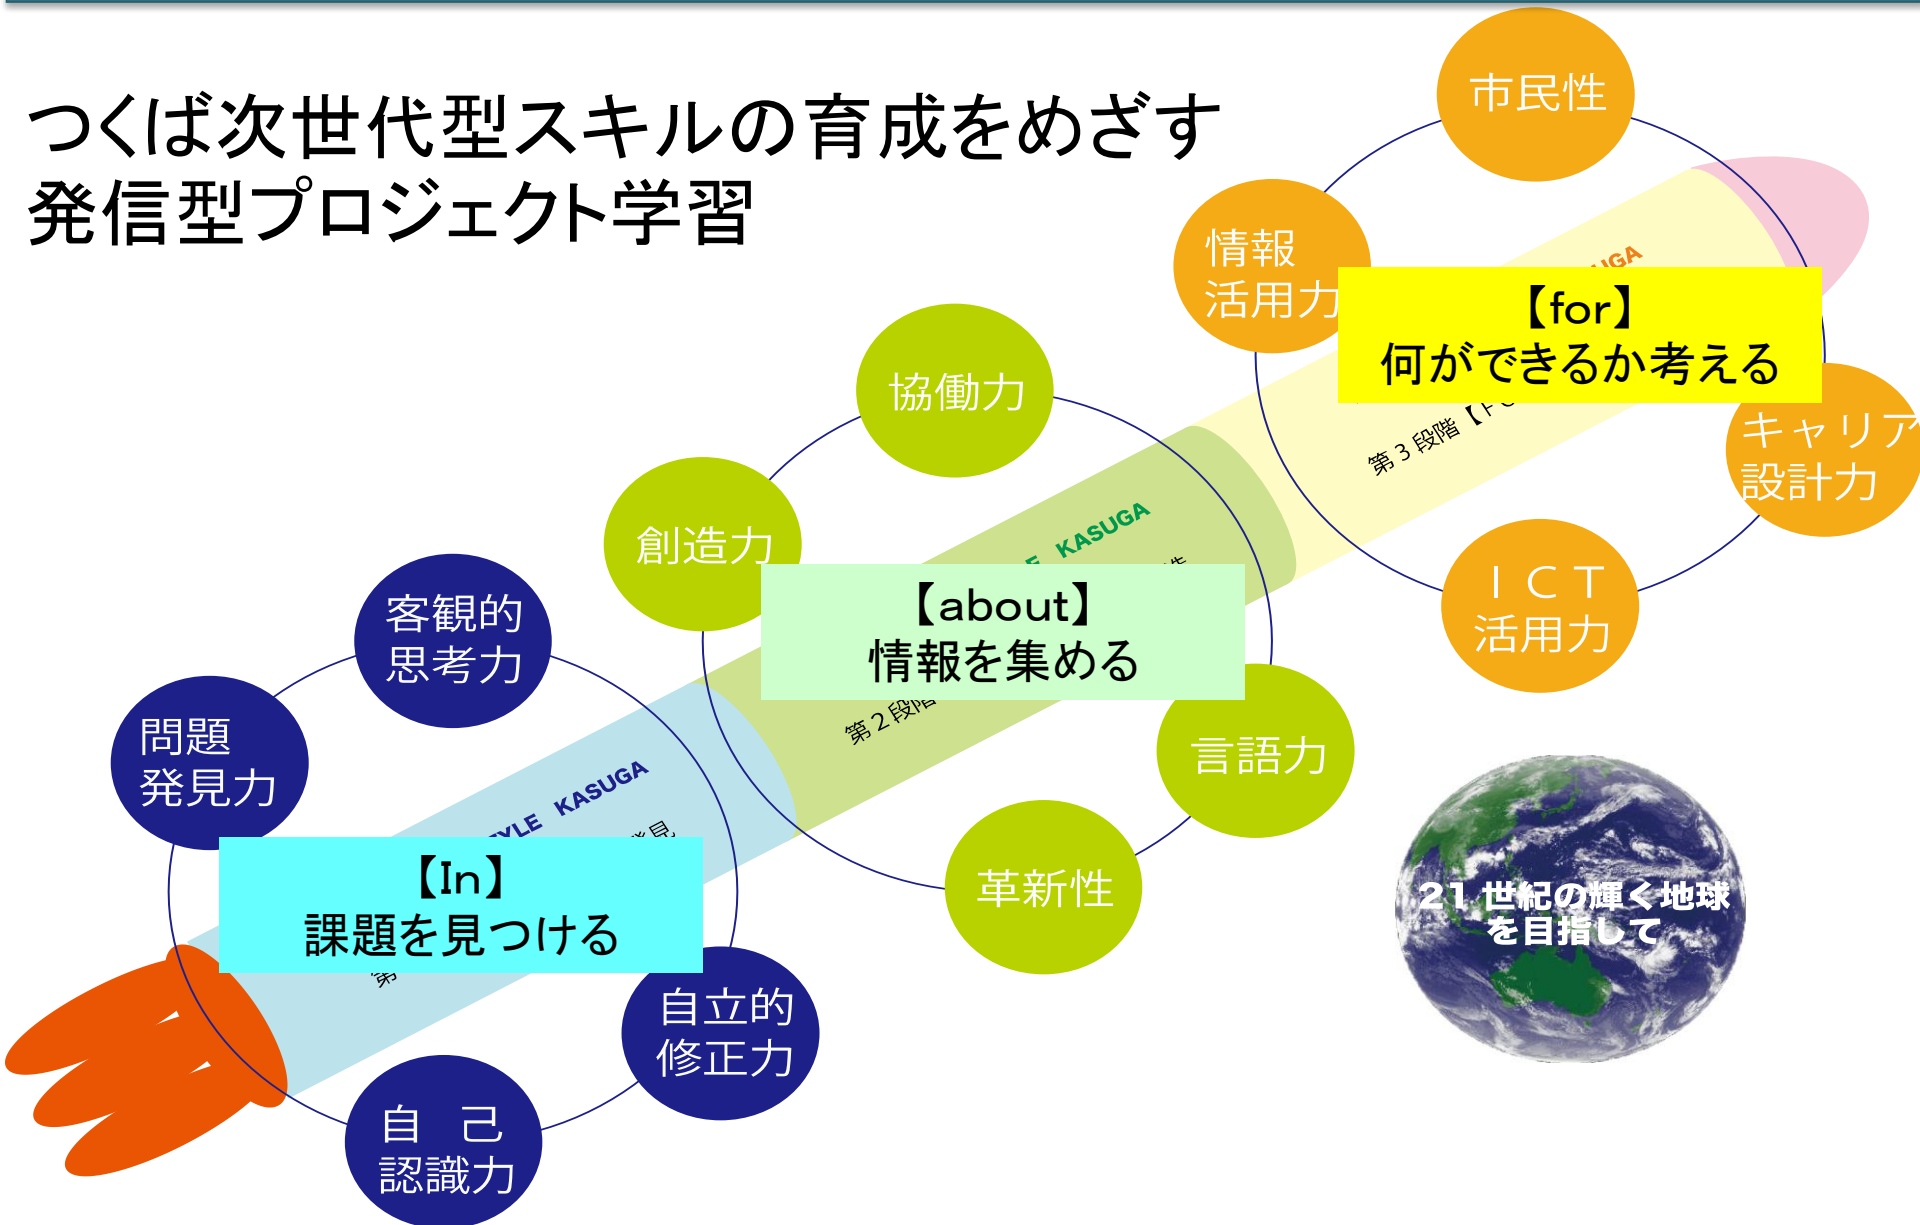 つくば次世代型スキルの育成をめざす
発信型プロジェクト学習
市民性
情報
活用力
【for】
何ができるか考える
第3段階
キャリア
設計力
ICT
活用力
協働力
創造力
KASUGA
【about】
情報を集める
第2段階
言語力
革新性
客観的
思考力
問題
発見力
KASUGA
【In】
課題を見つける
第
自立的
修正力
自　己
認識力
21世紀の輝く地球
を目指して